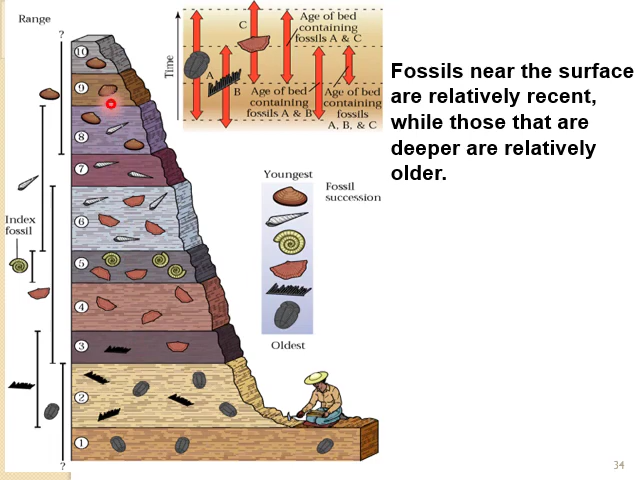 Range
?
10
9
8
7
6
5
4
3
2
1
?
Index
fossil
Time
A
B
C
Age of bed
containing
fossils A & C
Age of bed
containing
fossils A & B
Age of bed
containing
fossils
A, B, & C
Youngest
Fossil
succession
Oldest
Fossils near the surface
are relatively recent,
while those that are
deeper are relatively
older.
34